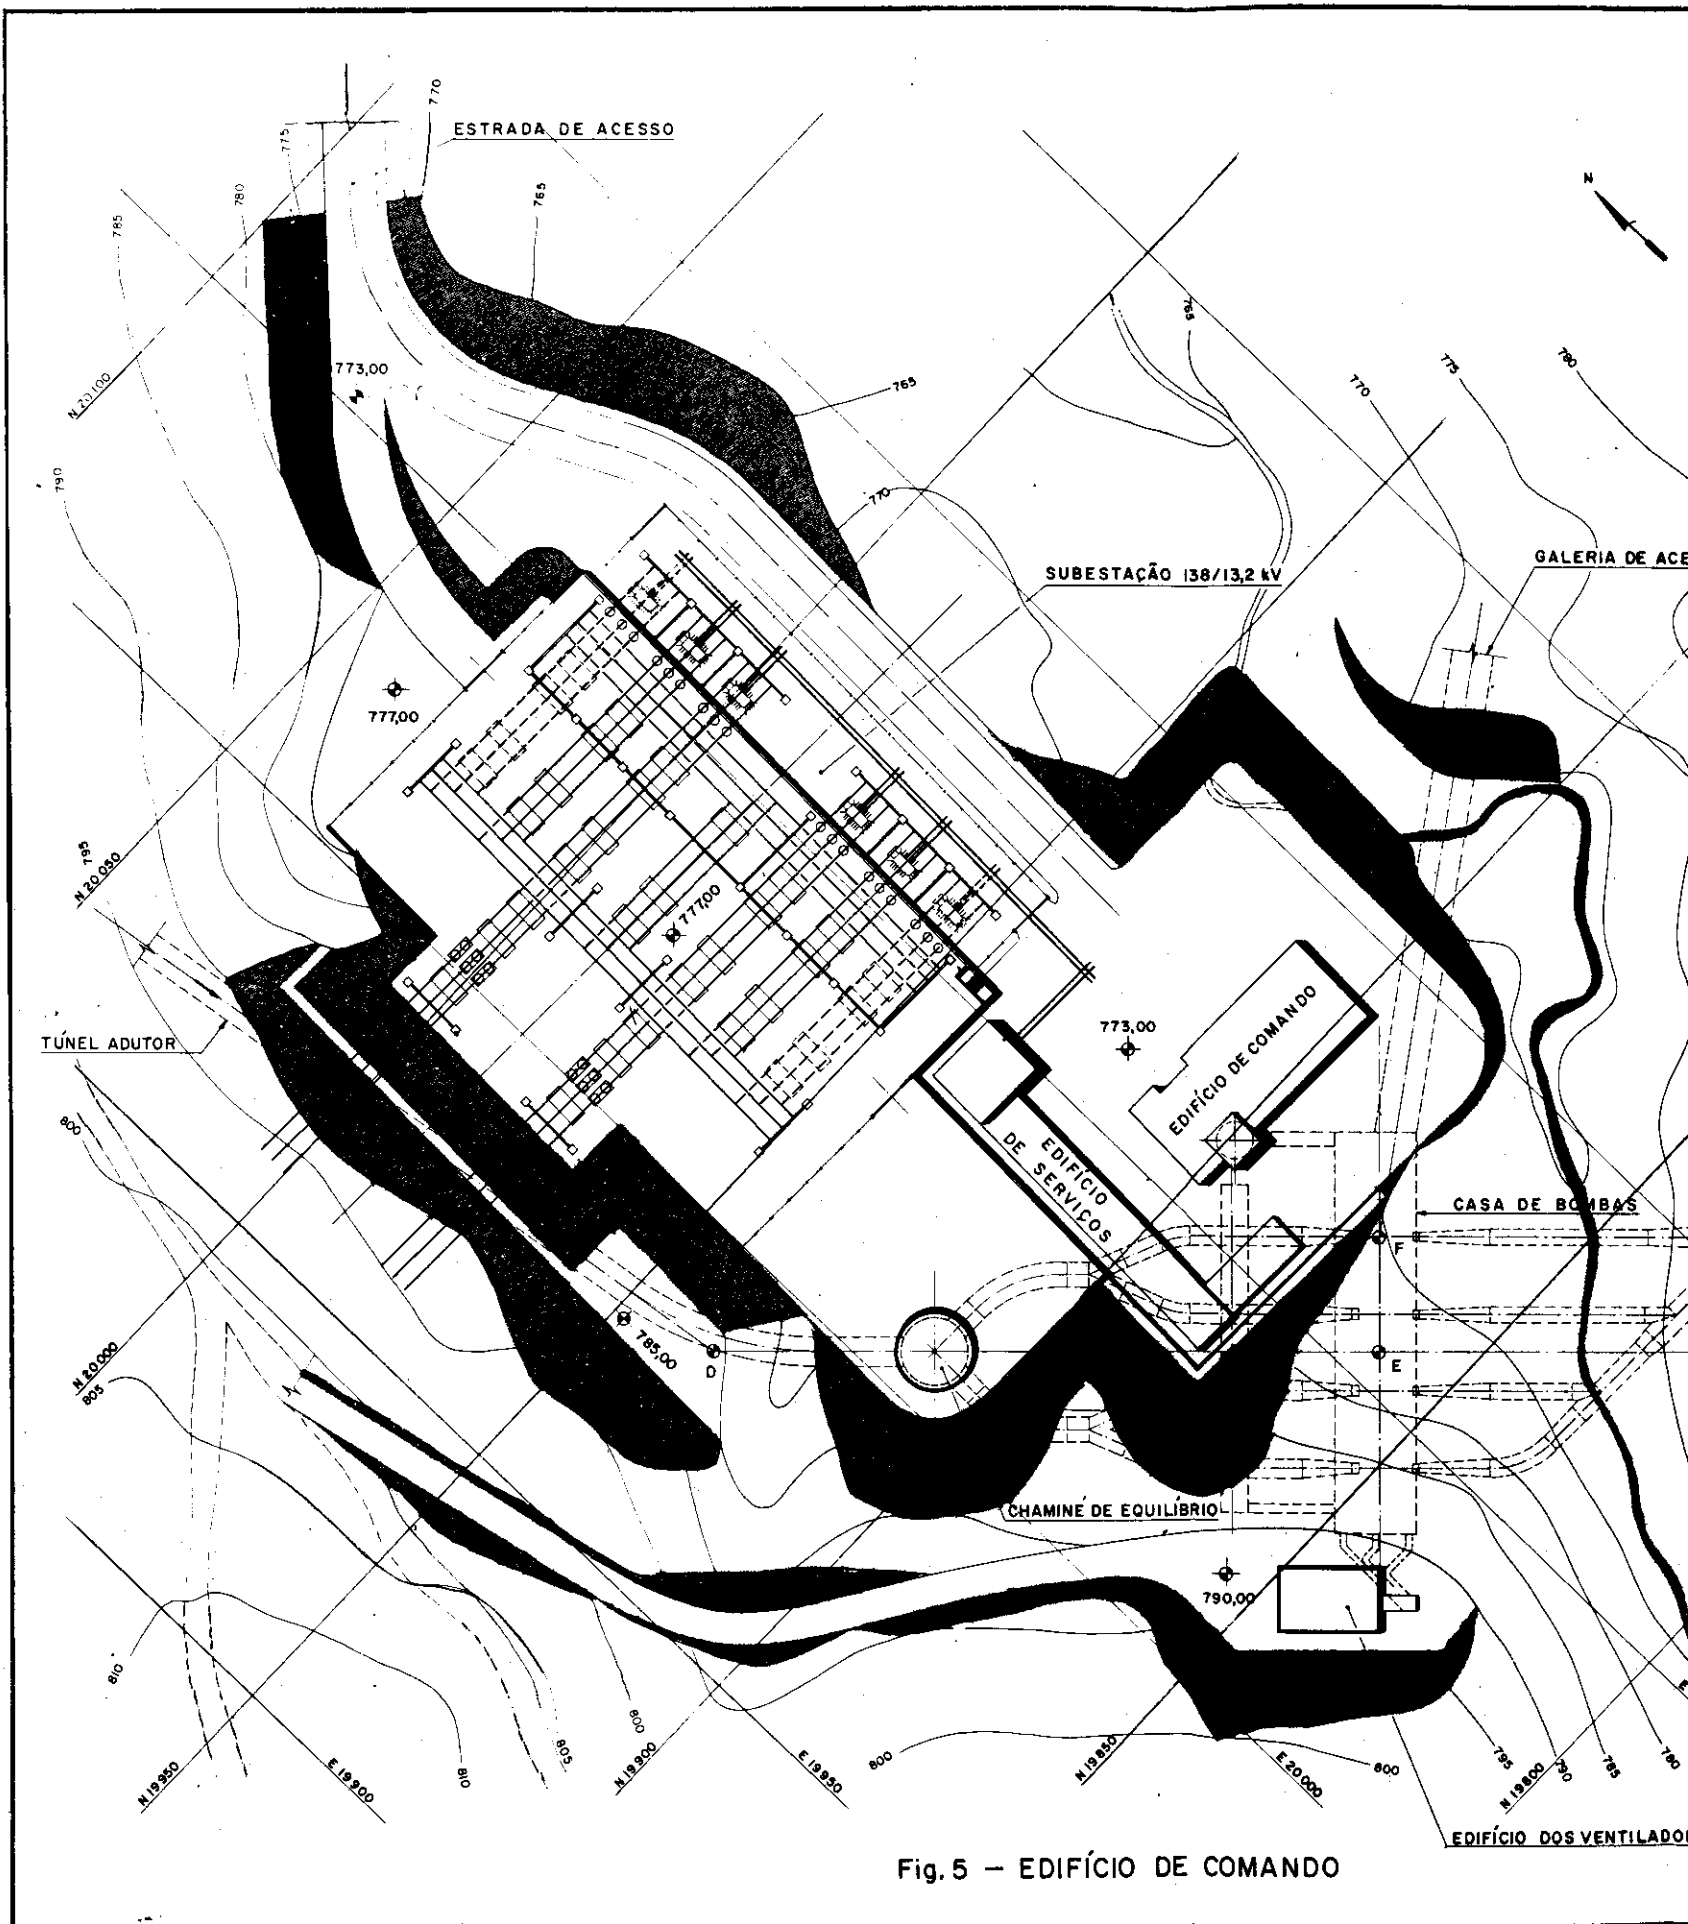 770
ESTRADA DE ACESSO
775
780
765
785
N
773,00
765
765
N 20100
775
780
770
790
770
SUBESTAÇÃO 138/13,2 kV
GALERIA DE ACE
777,00
795
N 20 050
777,00
TÚNEL ADUTOR
773,00
EDIFÍCIO DE COMANDO
800
EDIFÍCIO
DE SERVIÇOS
CASA DE BOMBAS
F
785,00
D
E
N 20 000
805
CHAMINÉ DE EQUILÍBRIO
790,00
810
800
805
810
N 19 950
E 19 900
N 19 900
E 19 950
800
N 19 850
E 20 000
800
795
790
785
780
N 19 800
E
EDIFÍCIO DOS VENTILADO
Fig. 5 — EDIFÍCIO DE COMANDO